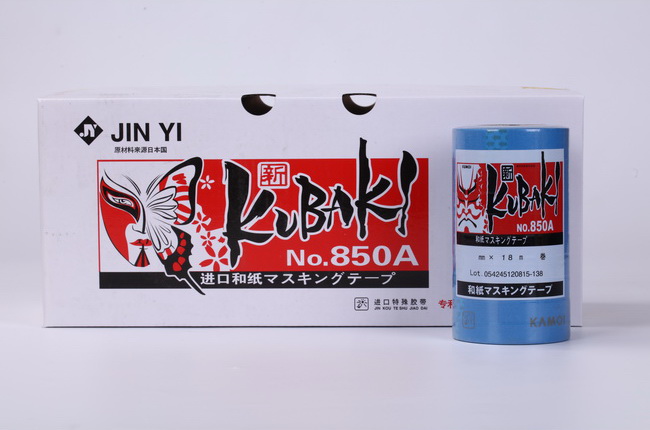 JY
JIN YI
原材料来源日本国
新
KUBAKI
No.850A
进口和纸マスキングテープ
进口特殊胶带
JIN KOU TE SHU JIAO DAI
新
KUBAKI
No.850A
和紙マスキングテープ
mm × 18m 巻
Lot. 054245120815-138
和紙マスキングテープ